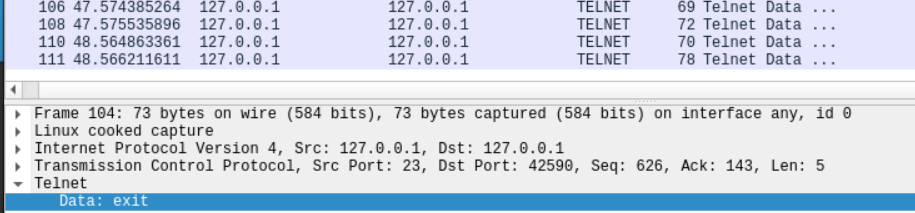 106 47.574385264 127.0.0.1 127.0.0.1 TELNET 69 Telnet Data ...
108 47.575535896 127.0.0.1 127.0.0.1 TELNET 72 Telnet Data ...
110 48.564863361 127.0.0.1 127.0.0.1 TELNET 70 Telnet Data ...
111 48.566211611 127.0.0.1 127.0.0.1 TELNET 78 Telnet Data ...
Frame 104: 73 bytes on wire (584 bits), 73 bytes captured (584 bits) on interface any, id 0
Linux cooked capture
Internet Protocol Version 4, Src: 127.0.0.1, Dst: 127.0.0.1
Transmission Control Protocol, Src Port: 23, Dst Port: 42590, Seq: 626, Ack: 143, Len: 5
Telnet
Data: exit